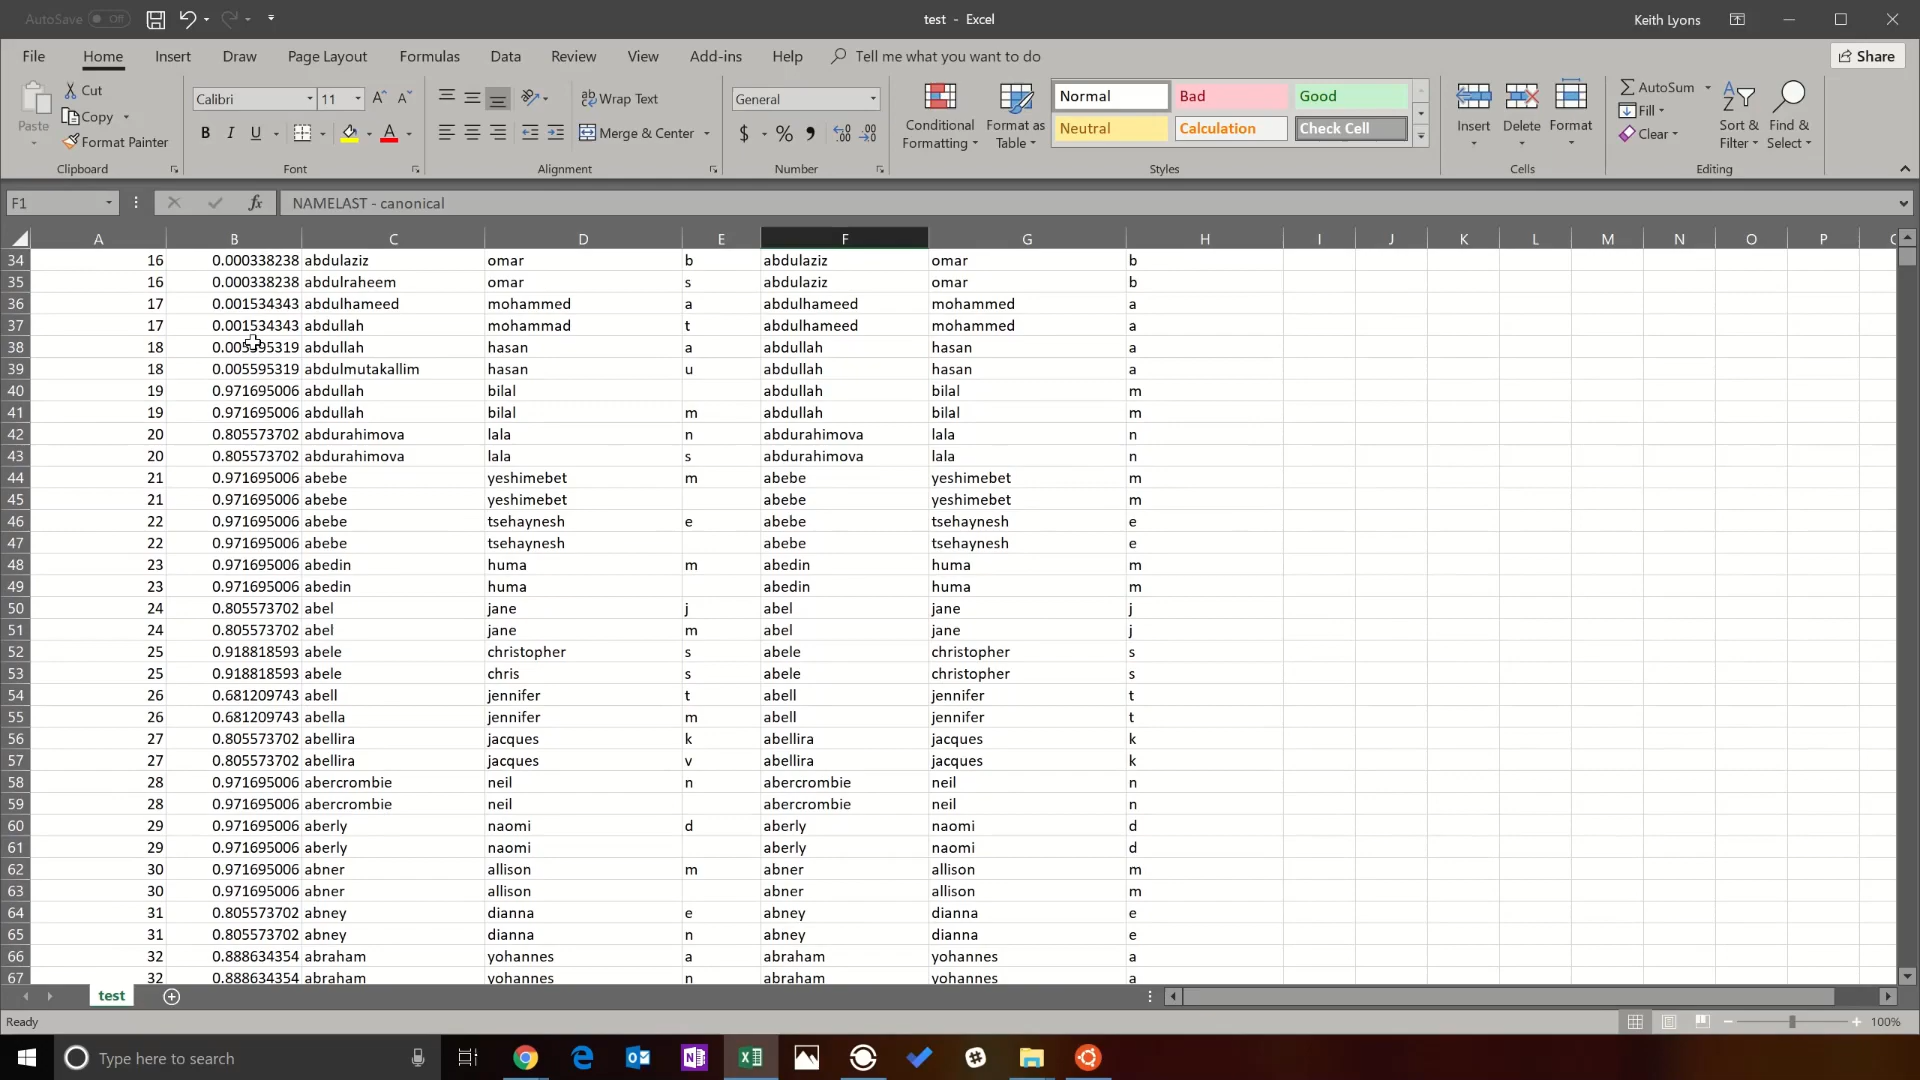 AutoSave Off test - Excel Keith Lyons
File Home Insert Draw Page Layout Formulas Data Review View Add-ins Help Tell me what you want to do Share
Paste Cut Copy Format Painter Clipboard
Calibri 11 A A B I U A Font
ab Wrap Text Merge & Center Alignment
General $ % , Number
Conditional Formatting Format as Table Normal Bad Good Neutral Calculation Check Cell Styles
Insert Delete Format Cells
AutoSum Fill Clear Sort & Filter Find & Select Editing
F1 fx NAMELAST - canonical
A B C D E F G H I J K L M N O P
34 16 0.000338238 abdulaziz omar b abdulaziz omar b
35 16 0.000338238 abdulraheem omar s abdulaziz omar b
36 17 0.001534343 abdulhameed mohammed a abdulhameed mohammed a
37 17 0.001534343 abdullah mohammad t abdulhameed mohammed a
38 18 0.005595319 abdullah hasan a abdullah hasan a
39 18 0.005595319 abdulmutakallim hasan u abdullah hasan a
40 19 0.971695006 abdullah bilal abdullah bilal m
41 19 0.971695006 abdullah bilal m abdullah bilal m
42 20 0.805573702 abdurahimova lala n abdurahimova lala n
43 20 0.805573702 abdurahimova lala s abdurahimova lala n
44 21 0.971695006 abebe yeshimebet m abebe yeshimebet m
45 21 0.971695006 abebe yeshimebet abebe yeshimebet m
46 22 0.971695006 abebe tsehaynesh e abebe tsehaynesh e
47 22 0.971695006 abebe tsehaynesh abebe tsehaynesh e
48 23 0.971695006 abedin huma m abedin huma m
49 23 0.971695006 abedin huma abedin huma m
50 24 0.805573702 abel jane j abel jane j
51 24 0.805573702 abel jane m abel jane j
52 25 0.918818593 abele christopher s abele christopher s
53 25 0.918818593 abele chris s abele christopher s
54 26 0.681209743 abell jennifer t abell jennifer t
55 26 0.681209743 abella jennifer m abell jennifer t
56 27 0.805573702 abellira jacques k abellira jacques k
57 27 0.805573702 abellira jacques v abellira jacques k
58 28 0.971695006 abercrombie neil n abercrombie neil n
59 28 0.971695006 abercrombie neil abercrombie neil n
60 29 0.971695006 aberly naomi d aberly naomi d
61 29 0.971695006 aberly naomi aberly naomi d
62 30 0.971695006 abner allison m abner allison m
63 30 0.971695006 abner allison abner allison m
64 31 0.805573702 abney dianna e abney dianna e
65 31 0.805573702 abney dianna n abney dianna e
66 32 0.888634354 abraham yohannes a abraham yohannes a
67 32 0.888634354 abraham yohannes n abraham yohannes a
test
Ready 100%
Type here to search